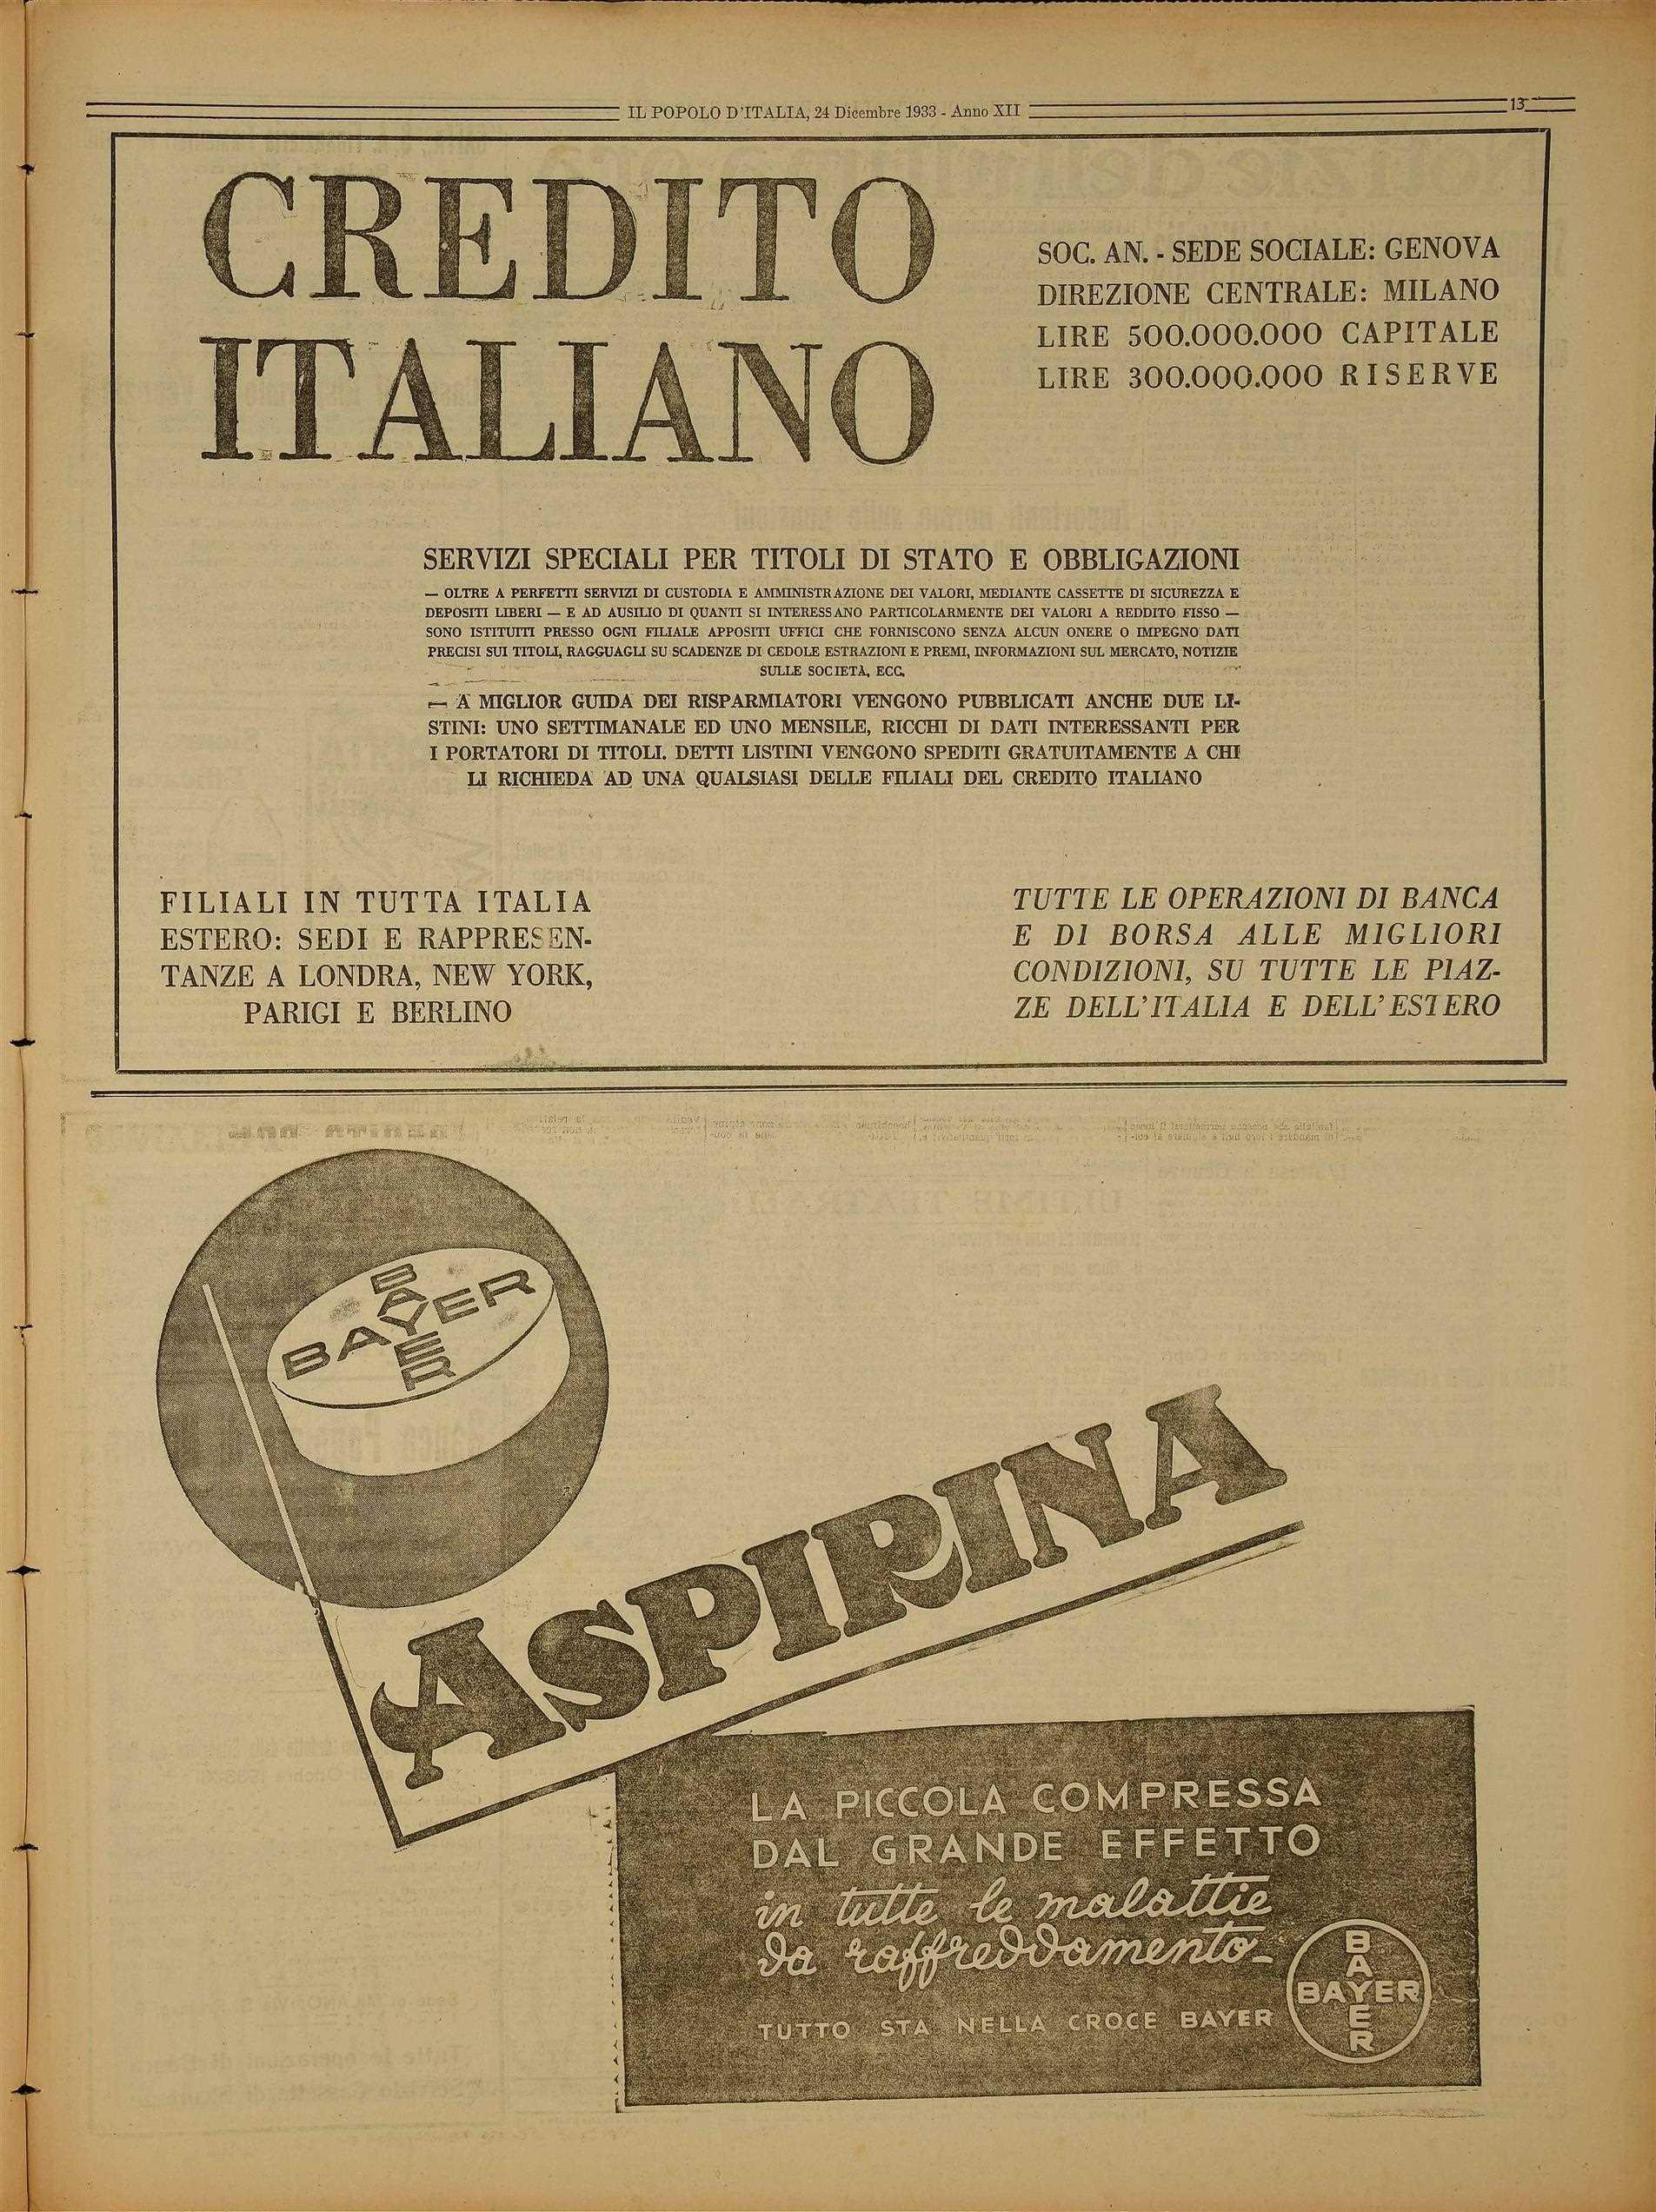 IL POPOLO D'ITALIA, 24 Dicembre 1933 - Anno XII
13
CREDITO
ITALIANO
SOC. AN. - SEDE SOCIALE: GENOVA
DIREZIONE CENTRALE: MILANO
LIRE 500.000.000 CAPITALE
LIRE 300.000.000 RISERVE
SERVIZI SPECIALI PER TITOLI DI STATO E OBBLIGAZIONI
— OLTRE A PERFETTI SERVIZI DI CUSTODIA E AMMINISTRAZIONE DEI VALORI, MEDIANTE CASSETTE DI SICUREZZA E
DEPOSITI LIBERI — E AD AUSILIO DI QUANTI SI INTERESSANO PARTICOLARMENTE DEI VALORI A REDDITO FISSO —
SONO ISTITUITI PRESSO OGNI FILIALE APPOSITI UFFICI CHE FORNISCONO SENZA ALCUN ONERE O IMPEGNO DATI
PRECISI SUI TITOLI, RAGGUAGLI SU SCADENZE DI CEDOLE ESTRAZIONI E PREMI, INFORMAZIONI SUL MERCATO, NOTIZIE
SULLE SOCIETÀ, ECC.
— A MIGLIOR GUIDA DEI RISPARMIATORI VENGONO PUBBLICATI ANCHE DUE LI-
STINI: UNO SETTIMANALE ED UNO MENSILE, RICCHI DI DATI INTERESSANTI PER
I PORTATORI DI TITOLI. DETTI LISTINI VENGONO SPEDITI GRATUITAMENTE A CHI
LI RICHIEDA AD UNA QUALSIASI DELLE FILIALI DEL CREDITO ITALIANO
FILIALI IN TUTTA ITALIA
ESTERO: SEDI E RAPPRESEN-
TANZE A LONDRA, NEW YORK,
PARIGI E BERLINO
TUTTE LE OPERAZIONI DI BANCA
E DI BORSA ALLE MIGLIORI
CONDIZIONI, SU TUTTE LE PIAZ-
ZE DELL'ITALIA E DELL'ESTERO
BAYER
BAYER
ASPIRINA
LA PICCOLA COMPRESSA
DAL GRANDE EFFETTO
in tutte le malattie
da raffreddamento-
TUTTO STA NELLA CROCE BAYER
BAYER
BAYER